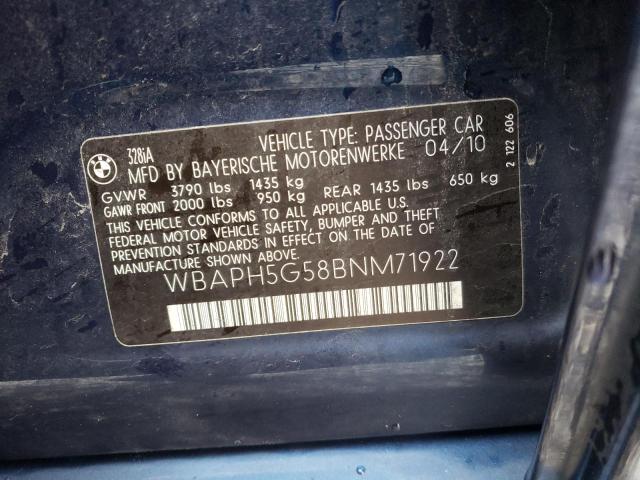 BMW
328iA
VEHICLE TYPE: PASSENGER CAR
MFD BY BAYERISCHE MOTORENWERKE 04/10
GVWR 3790 lbs 1435 kg
GAWR FRONT 2000 lbs 950 kg REAR 1435 lbs 650 kg
THIS VEHICLE CONFORMS TO ALL APPLICABLE U.S.
FEDERAL MOTOR VEHICLE SAFETY, BUMPER AND THEFT
PREVENTION STANDARDS IN EFFECT ON THE DATE OF
MANUFACTURE SHOWN ABOVE.
WBAPH5G58BNM71922
2 122 606